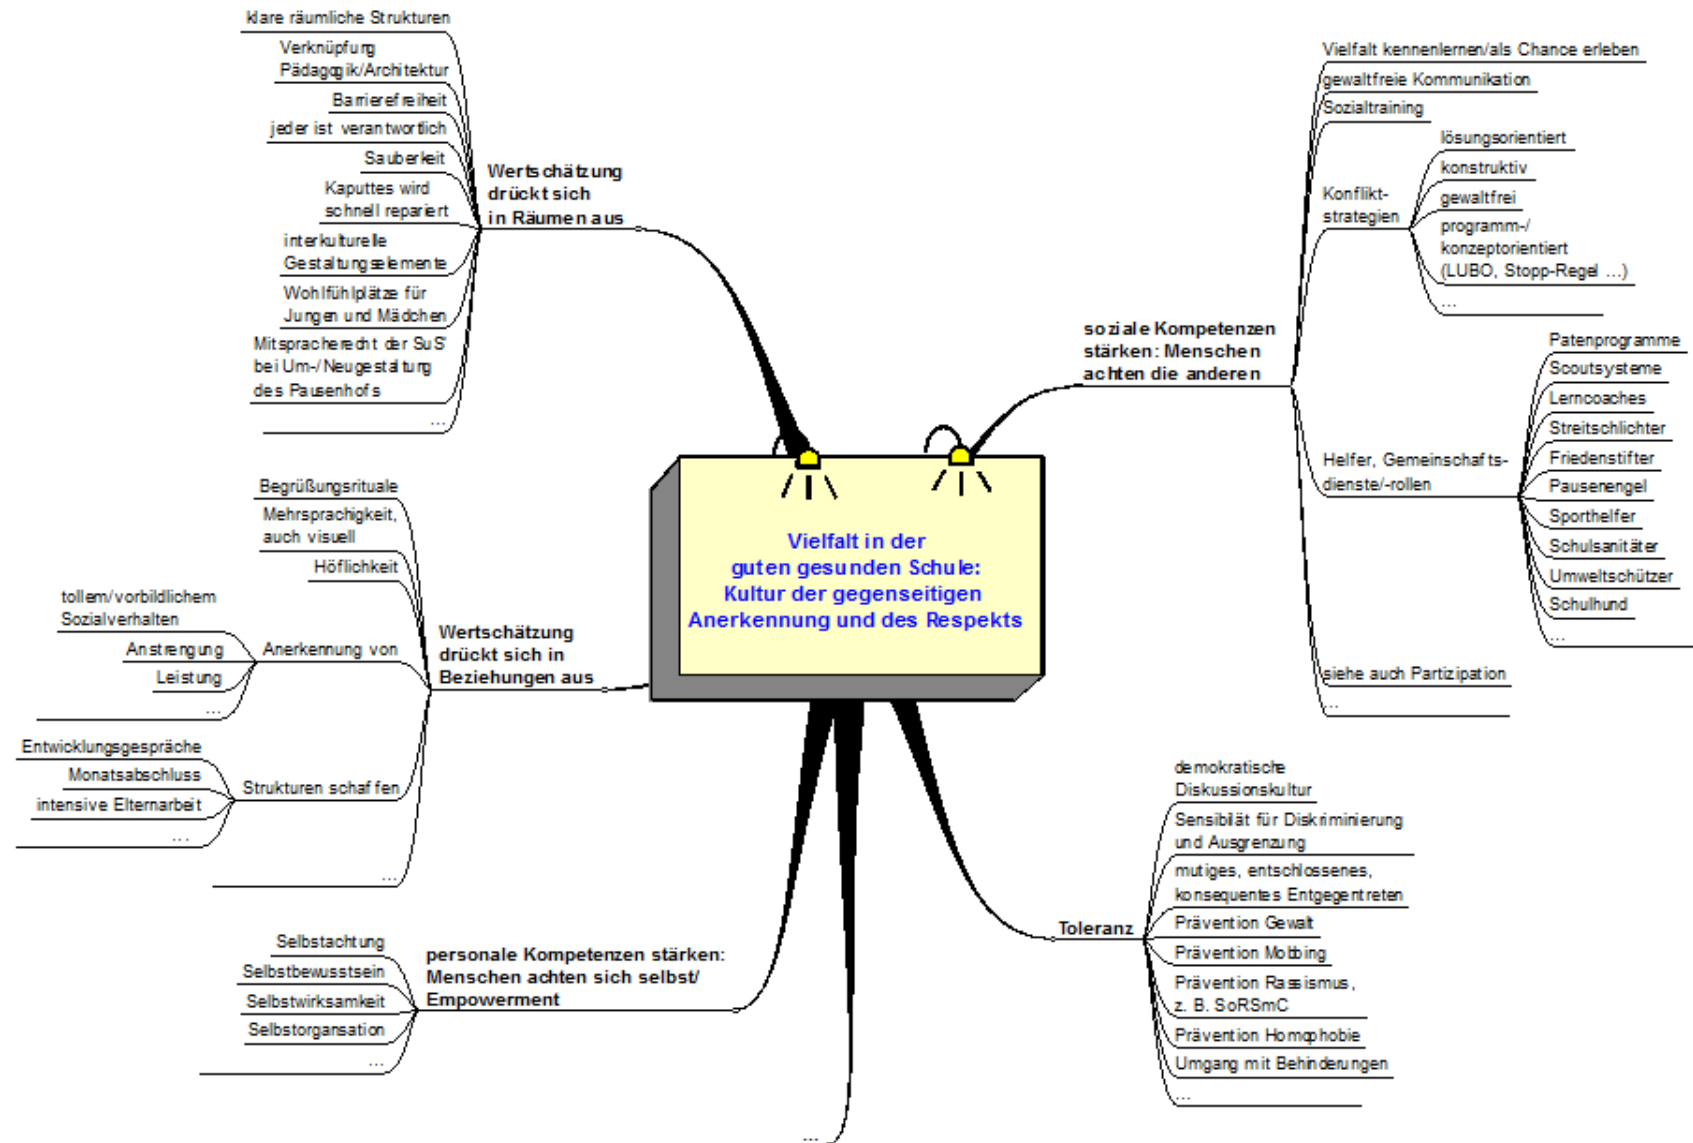 Vielfalt in der
guten gesunden Schule:
Kultur der gegenseitigen
Anerkennung und des Respekts
klare räumliche Strukturen
Verknüpfung
Pädagogik/Architektur
Barrierefreiheit
jeder ist verantwortlich
Sauberkeit
Kaputtes wird
schnell repariert
interkulturelle
Gestaltungselemente
Wohlfühlplätze für
Jungen und Mädchen
Mitspracherecht der SuS'
bei Um-/Neugestaltung
des Pausenhofs
...
Wertschätzung
drückt sich
in Räumen aus
Begrüßungsrituale
Mehrsprachigkeit,
auch visuell
Höflichkeit
tollem/vorbildlichem
Sozialverhalten
Anstrengung
Leistung
...
Anerkennung von
Entwicklungsgespräche
Monatsabschluss
intensive Elternarbeit
...
Strukturen schaffen
...
Wertschätzung
drückt sich in
Beziehungen aus
Selbstachtung
Selbstbewusstsein
Selbstwirksamkeit
Selbstorgansation
...
personale Kompetenzen stärken:
Menschen achten sich selbst/
Empowerment
...
soziale Kompetenzen
stärken: Menschen
achten die anderen
Vielfalt kennenlernen/als Chance erleben
gewaltfreie Kommunikation
Sozialtraining
Konflikt-
strategien
lösungsorientiert
konstruktiv
gewaltfrei
programm-/
konzeptorientiert
(LUBO, Stopp-Regel ...)
...
Helfer, Gemeinschafts-
dienste/-rollen
Patenprogramme
Scoutsysteme
Lerncoaches
Streitschlichter
Friedenstifter
Pausenengel
Sporthelfer
Schulsanitäter
Umweltschützer
Schulhund
...
siehe auch Partizipation
...
Toleranz
demokratische
Diskussionskultur
Sensibilät für Diskriminierung
und Ausgrenzung
mutiges, entschlossenes,
konsequentes Entgegentreten
Prävention Gewalt
Prävention Mobbing
Prävention Rassismus,
z. B. SoRSmC
Prävention Homophobie
Umgang mit Behinderungen
...